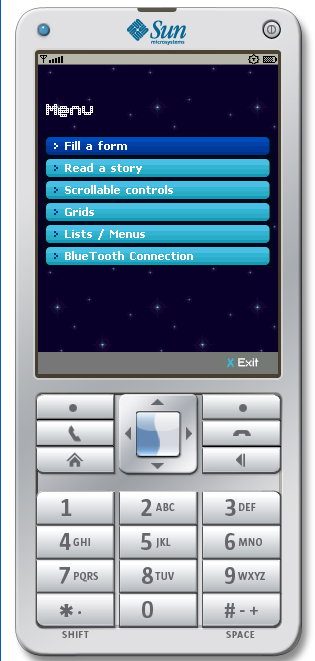 Sun
microsystems
Menu
Fill a form
Read a story
Scrollable controls
Grids
Lists / Menus
BlueTooth Connection
X Exit
1 2 ABC 3 DEF
4 GHI 5 JKL 6 MNO
7 PQRS 8 TUV 9 WXYZ
* . 0 # - +
SHIFT SPACE